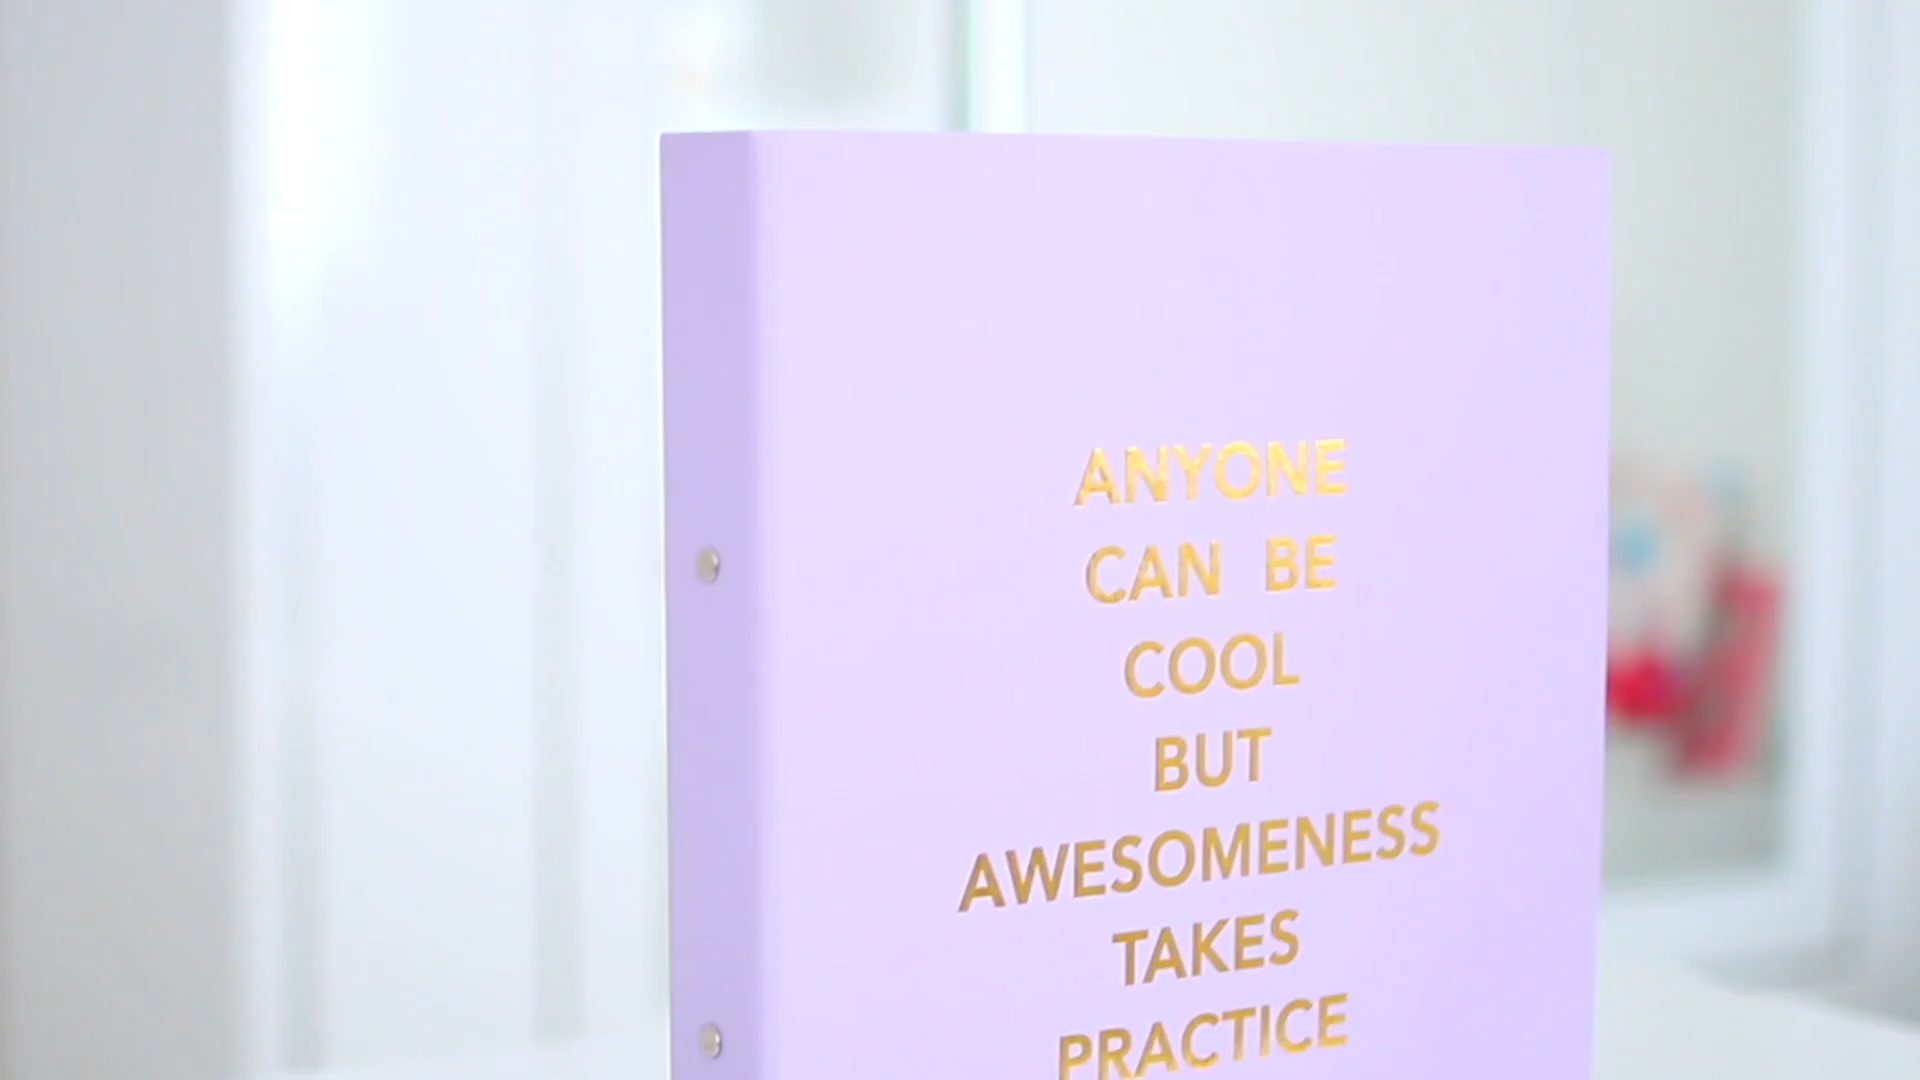 ANYONE
CAN BE
COOL
BUT
AWESOMENESS
TAKES
PRACTICE